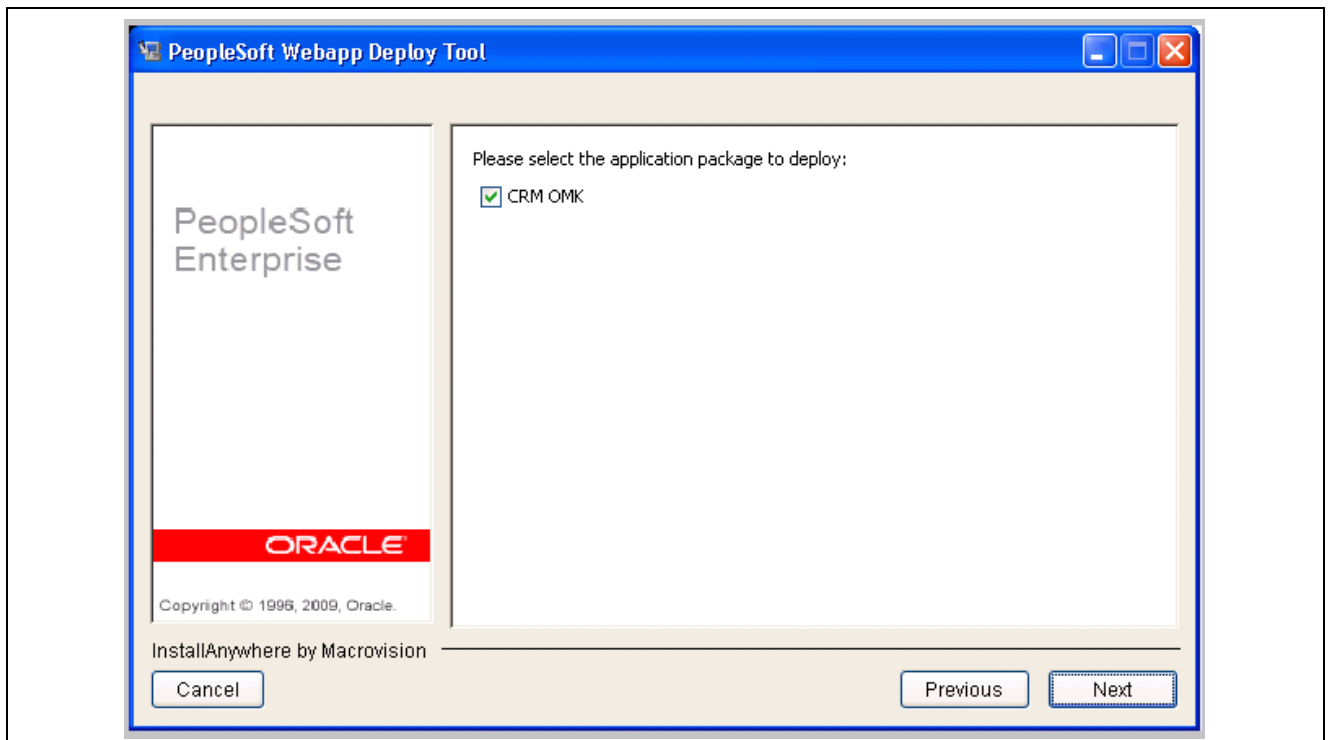 PeopleSoft Webapp Deploy Tool
Please select the application package to deploy:
CRM OMK
PeopleSoft
Enterprise
ORACLE
Copyright © 1996, 2009, Oracle.
InstallAnywhere by Macrovision
Cancel
Previous
Next